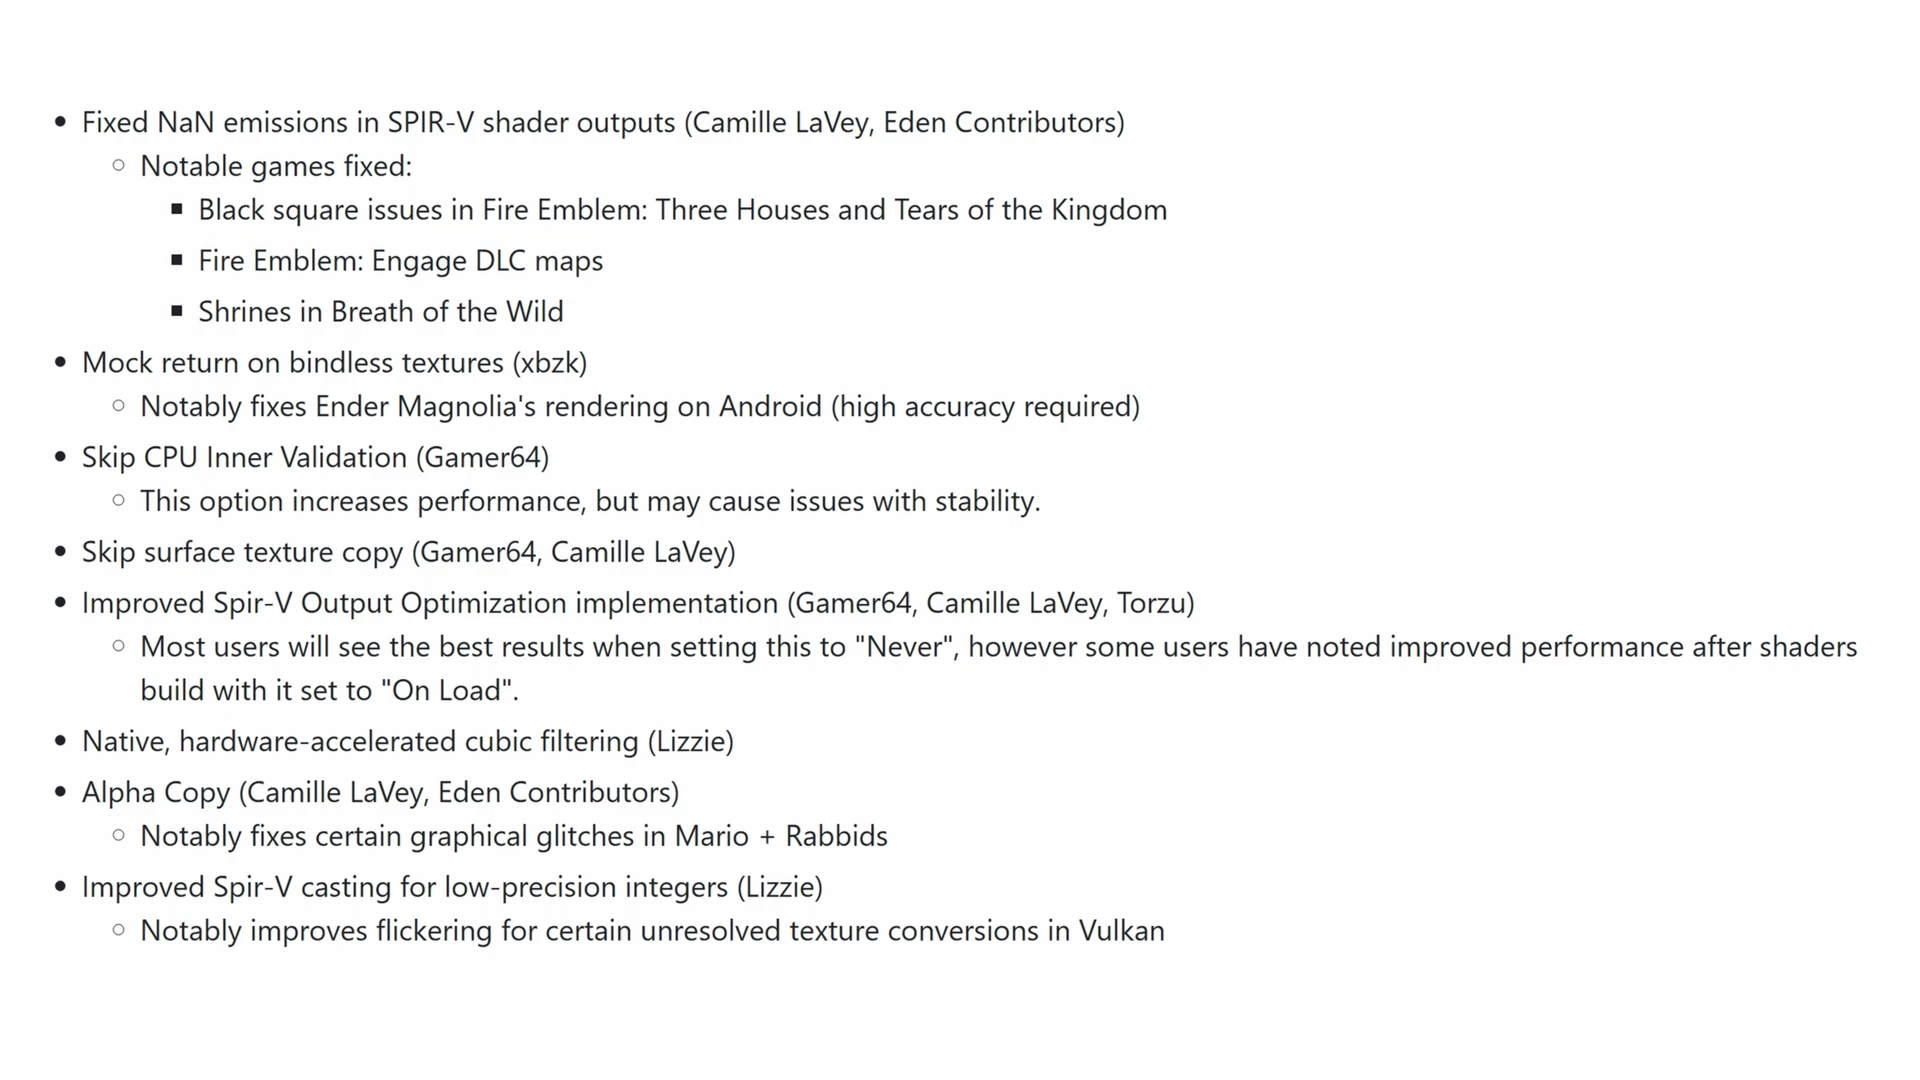 • Fixed NaN emissions in SPIR-V shader outputs (Camille LaVey, Eden Contributors)
○ Notable games fixed:
■ Black square issues in Fire Emblem: Three Houses and Tears of the Kingdom
■ Fire Emblem: Engage DLC maps
■ Shrines in Breath of the Wild
• Mock return on bindless textures (xbzk)
○ Notably fixes Ender Magnolia's rendering on Android (high accuracy required)
• Skip CPU Inner Validation (Gamer64)
○ This option increases performance, but may cause issues with stability.
• Skip surface texture copy (Gamer64, Camille LaVey)
• Improved Spir-V Output Optimization implementation (Gamer64, Camille LaVey, Torzu)
○ Most users will see the best results when setting this to "Never", however some users have noted improved performance after shaders
build with it set to "On Load".
• Native, hardware-accelerated cubic filtering (Lizzie)
• Alpha Copy (Camille LaVey, Eden Contributors)
○ Notably fixes certain graphical glitches in Mario + Rabbids
• Improved Spir-V casting for low-precision integers (Lizzie)
○ Notably improves flickering for certain unresolved texture conversions in Vulkan